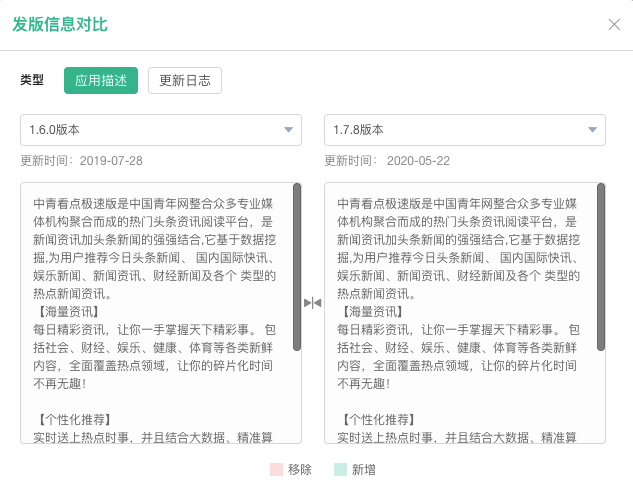 发版信息对比
类型 应用描述 更新日志
1.6.0版本
更新时间：2019-07-28
中青看点极速版是中国青年网整合众多专业媒
体机构聚合而成的热门头条资讯阅读平台，是
新闻资讯加头条新闻的强强结合,它基于数据挖
掘,为用户推荐今日头条新闻、 国内国际快讯、
娱乐新闻、新闻资讯、财经新闻及各个 类型的
热点新闻资讯。
【海量资讯】
每日精彩资讯，让你一手掌握天下精彩事。 包
括社会、财经、娱乐、健康、体育等各类新鲜
内容，全面覆盖热点领域，让你的碎片化时间
不再无趣！
【个性化推荐】
实时送上热点时事，并且结合大数据、精准算
1.7.8版本
更新时间： 2020-05-22
中青看点极速版是中国青年网整合众多专业媒
体机构聚合而成的热门头条资讯阅读平台，是
新闻资讯加头条新闻的强强结合,它基于数据挖
掘,为用户推荐今日头条新闻、 国内国际快讯、
娱乐新闻、新闻资讯、财经新闻及各个 类型的
热点新闻资讯。
【海量资讯】
每日精彩资讯，让你一手掌握天下精彩事。 包
括社会、财经、娱乐、健康、体育等各类新鲜
内容，全面覆盖热点领域，让你的碎片化时间
不再无趣！
【个性化推荐】
实时送上热点时事，并且结合大数据、精准算
移除 新增